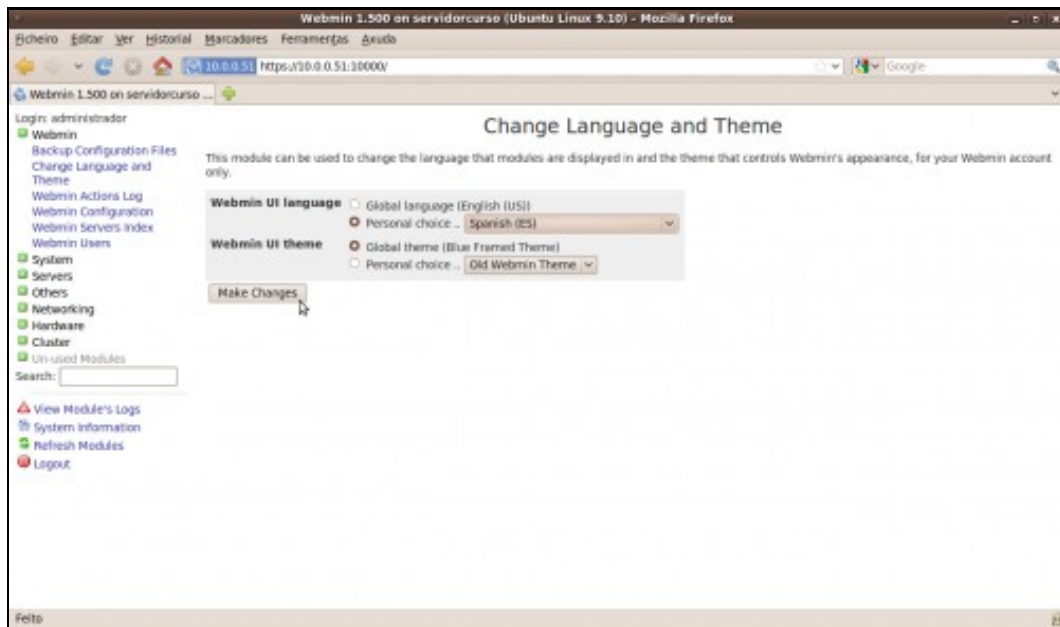 Webmin 1.500 on servidorcurso (Ubuntu Linux 9.10) - Mozilla Firefox
Ficheiro Editar Ver Historial Marcadores Ferramentas Axuda
10.0.0.51 https://10.0.0.51:10000/ Google
Webmin 1.500 on servidorcurso ...
Login: administrador
Webmin
Backup Configuration Files
Change Language and
Theme
Webmin Actions Log
Webmin Configuration
Webmin Servers Index
Webmin Users
System
Servers
Others
Networking
Hardware
Cluster
Un-used Modules
Search:
View Module's Logs
System Information
Refresh Modules
Logout
Change Language and Theme
This module can be used to change the language that modules are displayed in and the theme that controls Webmin's appearance, for your Webmin account
only.
Webmin UI language Global language (English (US))
Personal choice .. Spanish (ES)
Webmin UI theme Global theme (Blue Framed Theme)
Personal choice .. Old Webmin Theme
Make Changes
Feito